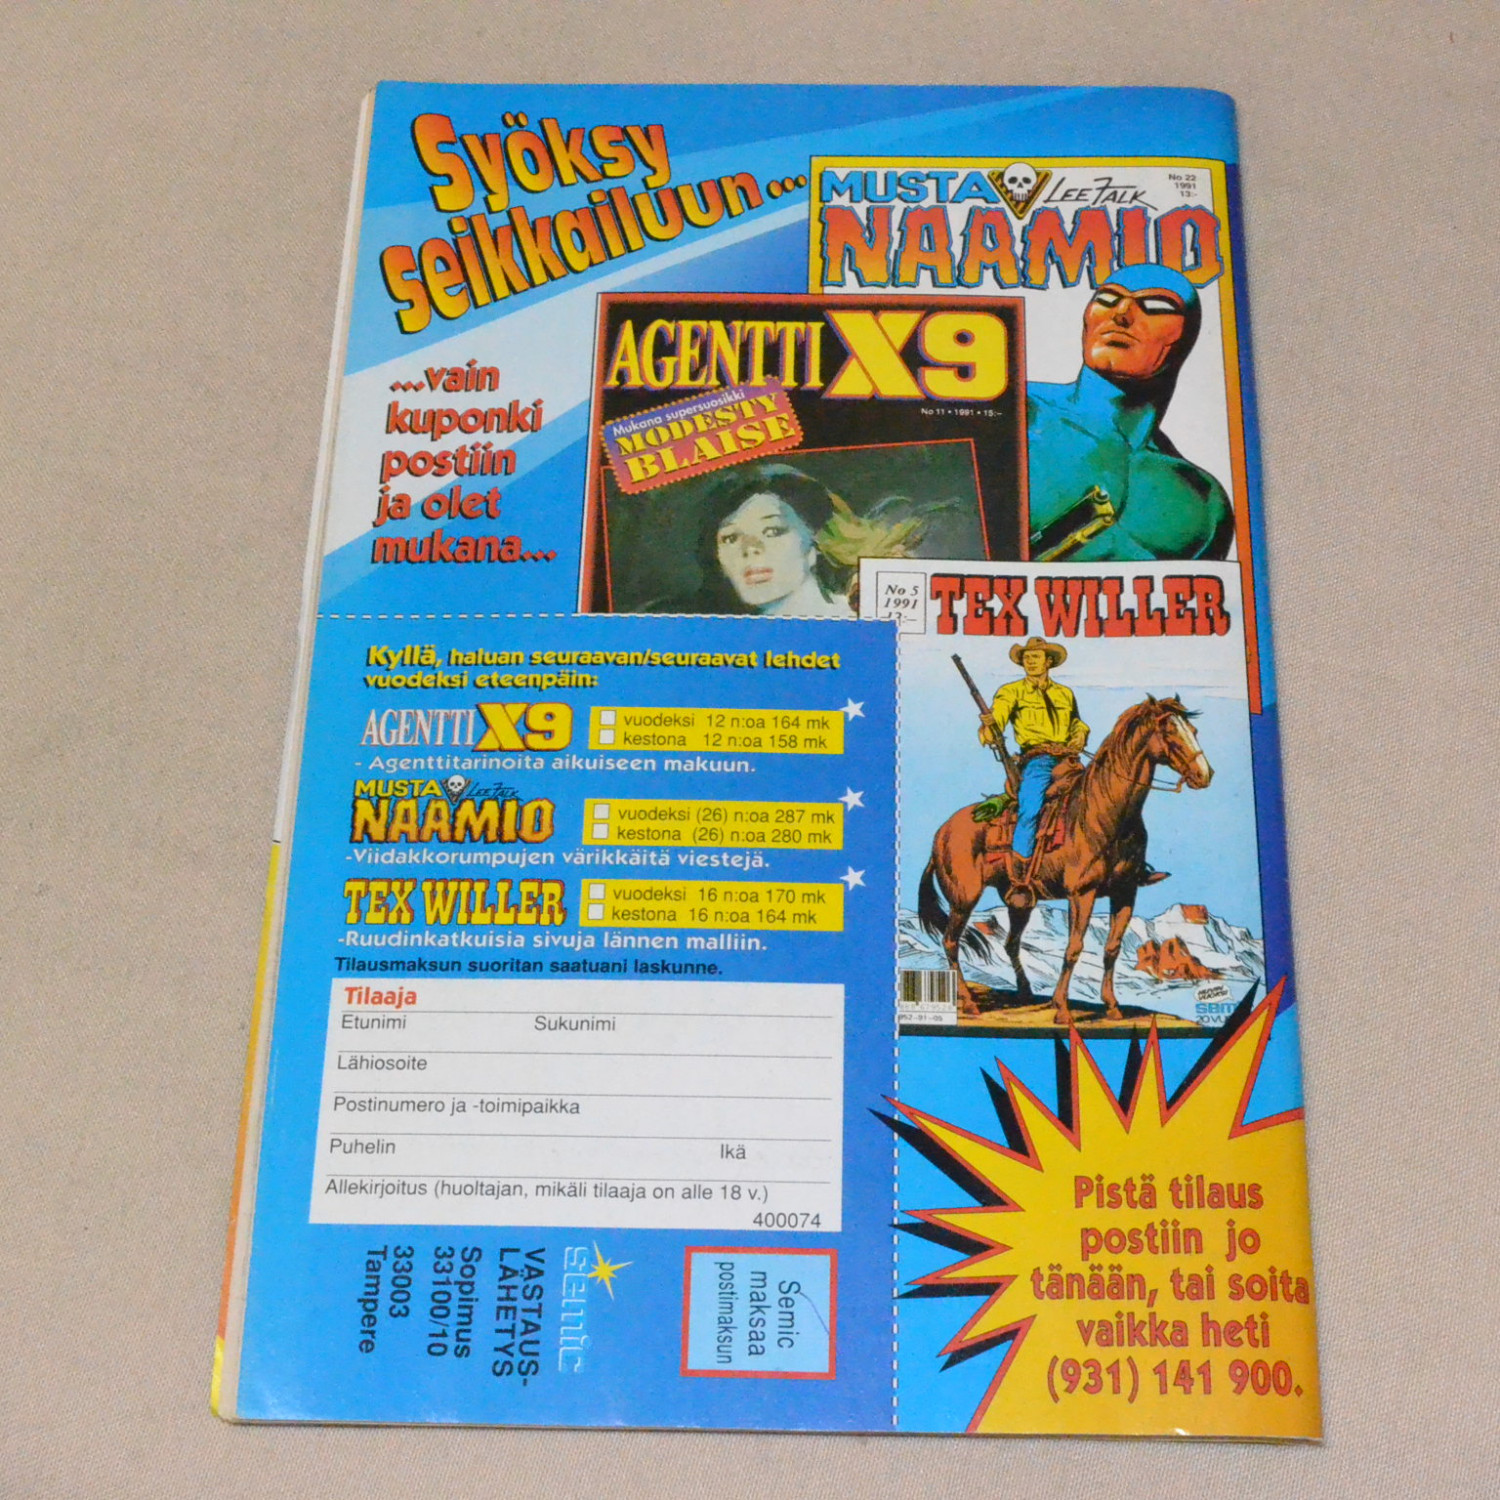 Syöksy
seikkailuun...
MUSTA
LEE FALK
No 22
1991
13:-
NAAMIO
AGENTTI X9
No 11 • 1991 • 15:-
Mukana supersuosikki
MODESTY
BLAISE
...vain
kuponki
postiin
ja olet
mukana...
No 5
1991
TEX WILLER
Kyllä, haluan seuraavan/seuraavat lehdet
vuodeksi eteenpäin:
AGENTTI X9
vuodeksi 12 n:oa 164 mk
kestona 12 n:oa 158 mk
- Agenttitarinoita aikuiseen makuun.
MUSTA LEE FALK
NAAMIO
vuodeksi (26) n:oa 287 mk
kestona (26) n:oa 280 mk
-Viidakkorumpujen värikkäitä viestejä.
TEX WILLER
vuodeksi 16 n:oa 170 mk
kestona 16 n:oa 164 mk
-Ruudinkatkuisia sivuja lännen malliin.
Tilausmaksun suoritan saatuani laskunne.
Tilaaja
Etunimi Sukunimi
Lähiosoite
Postinumero ja -toimipaikka
Puhelin Ikä
Allekirjoitus (huoltajan, mikäli tilaaja on alle 18 v.)
400074
semic
VASTAUS-
LÄHETYS
Sopimus
33100/10
33003
Tampere
Semic
maksaa
postimaksun
Pistä tilaus
postiin jo
tänään, tai soita
vaikka heti
(931) 141 900.